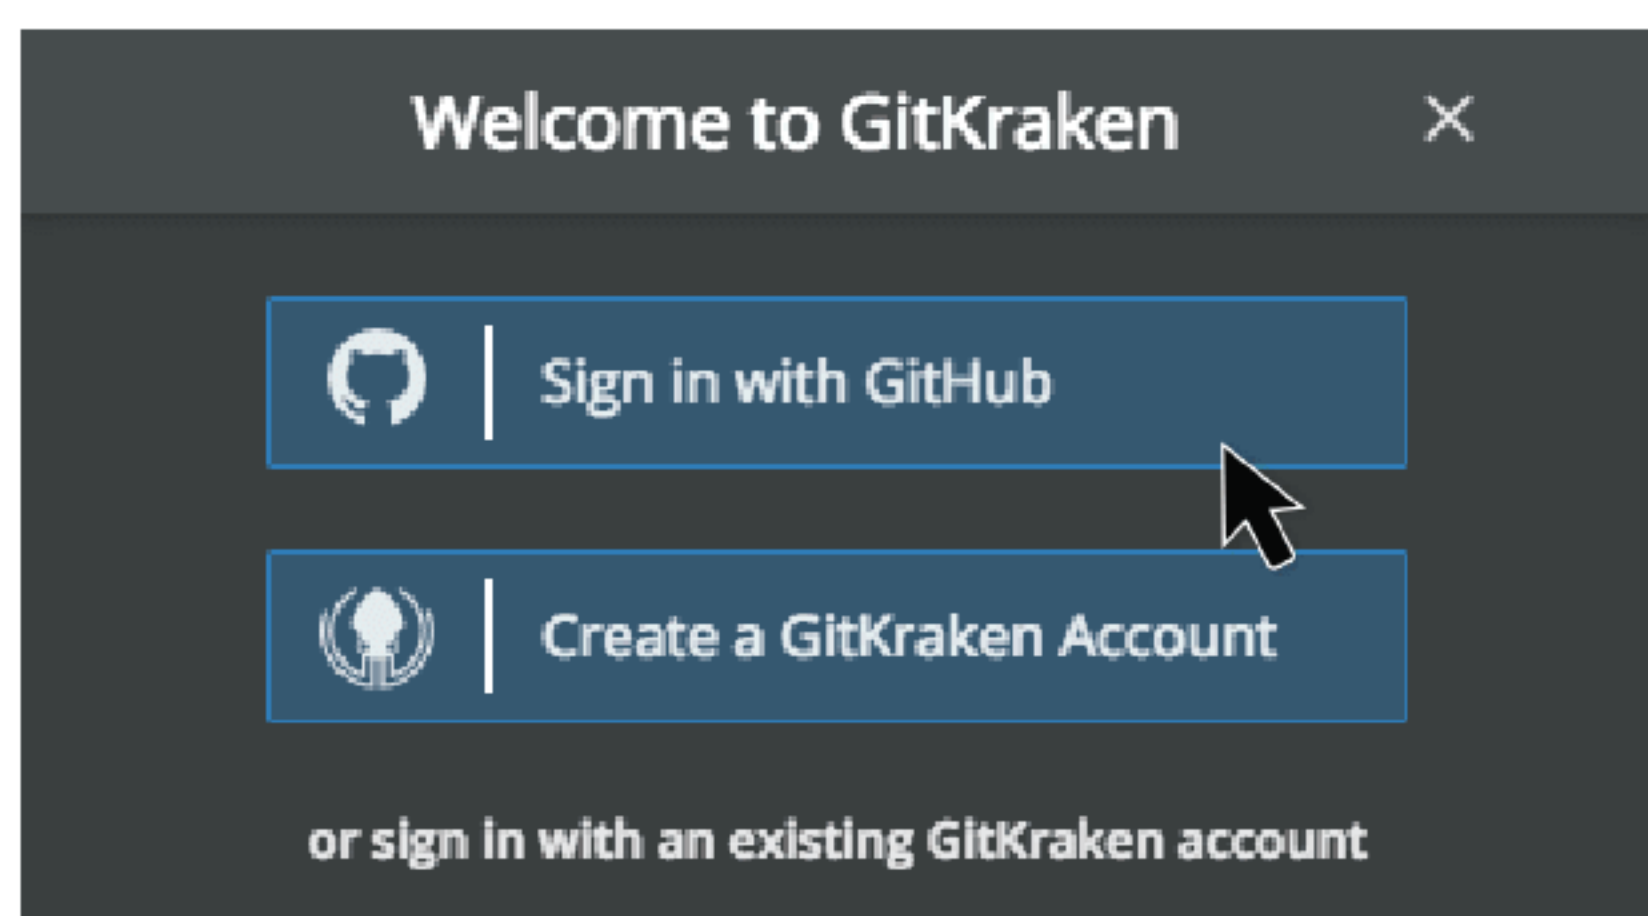 Welcome to GitKraken
Sign in with GitHub
Create a GitKraken Account
or sign in with an existing GitKraken account